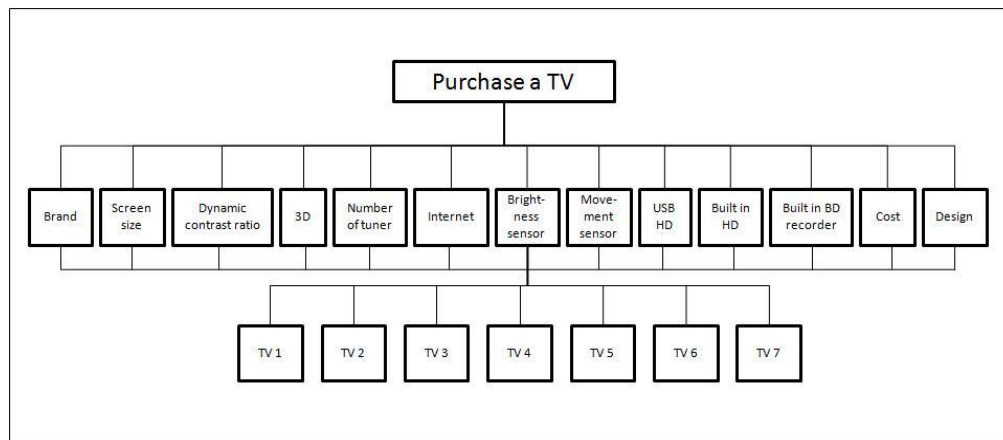 Purchase a TV
Brand
Screen
size
Dynamic
contrast ratio
3D
Number
of tuner
Internet
Bright-
ness
sensor
Move-
ment
sensor
USB
HD
Built in
HD
Built in BD
recorder
Cost
Design
TV 1
TV 2
TV 3
TV 4
TV 5
TV 6
TV 7